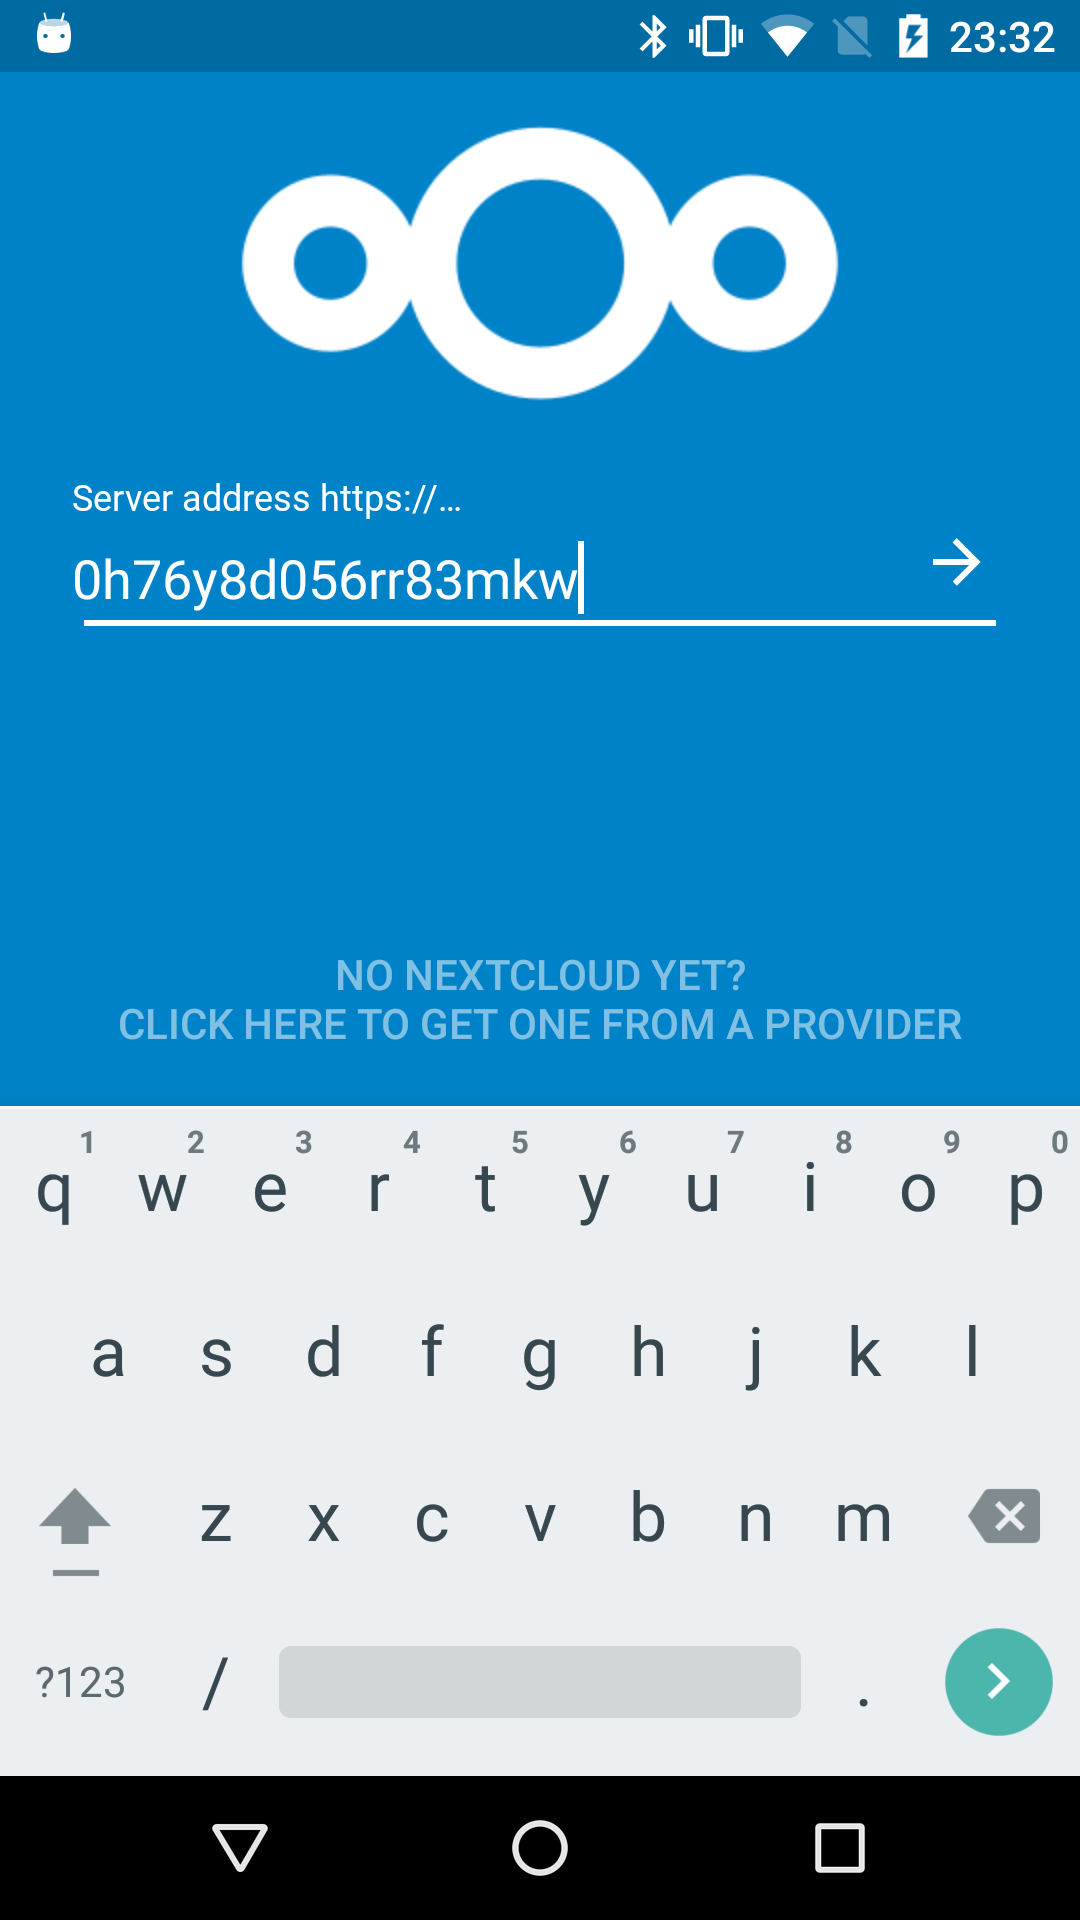 23:32
Server address https://…
0h76y8d056rr83mkw
NO NEXTCLOUD YET?
CLICK HERE TO GET ONE FROM A PROVIDER
1 2 3 4 5 6 7 8 9 0
q w e r t y u i o p
a s d f g h j k l
z x c v b n m
?123 / .